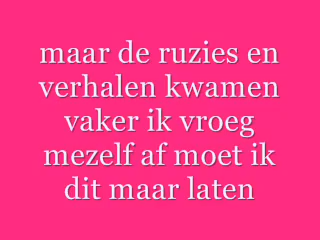 maar de ruzies en
verhalen kwamen
vaker ik vroeg
mezelf af moet ik
dit maar laten